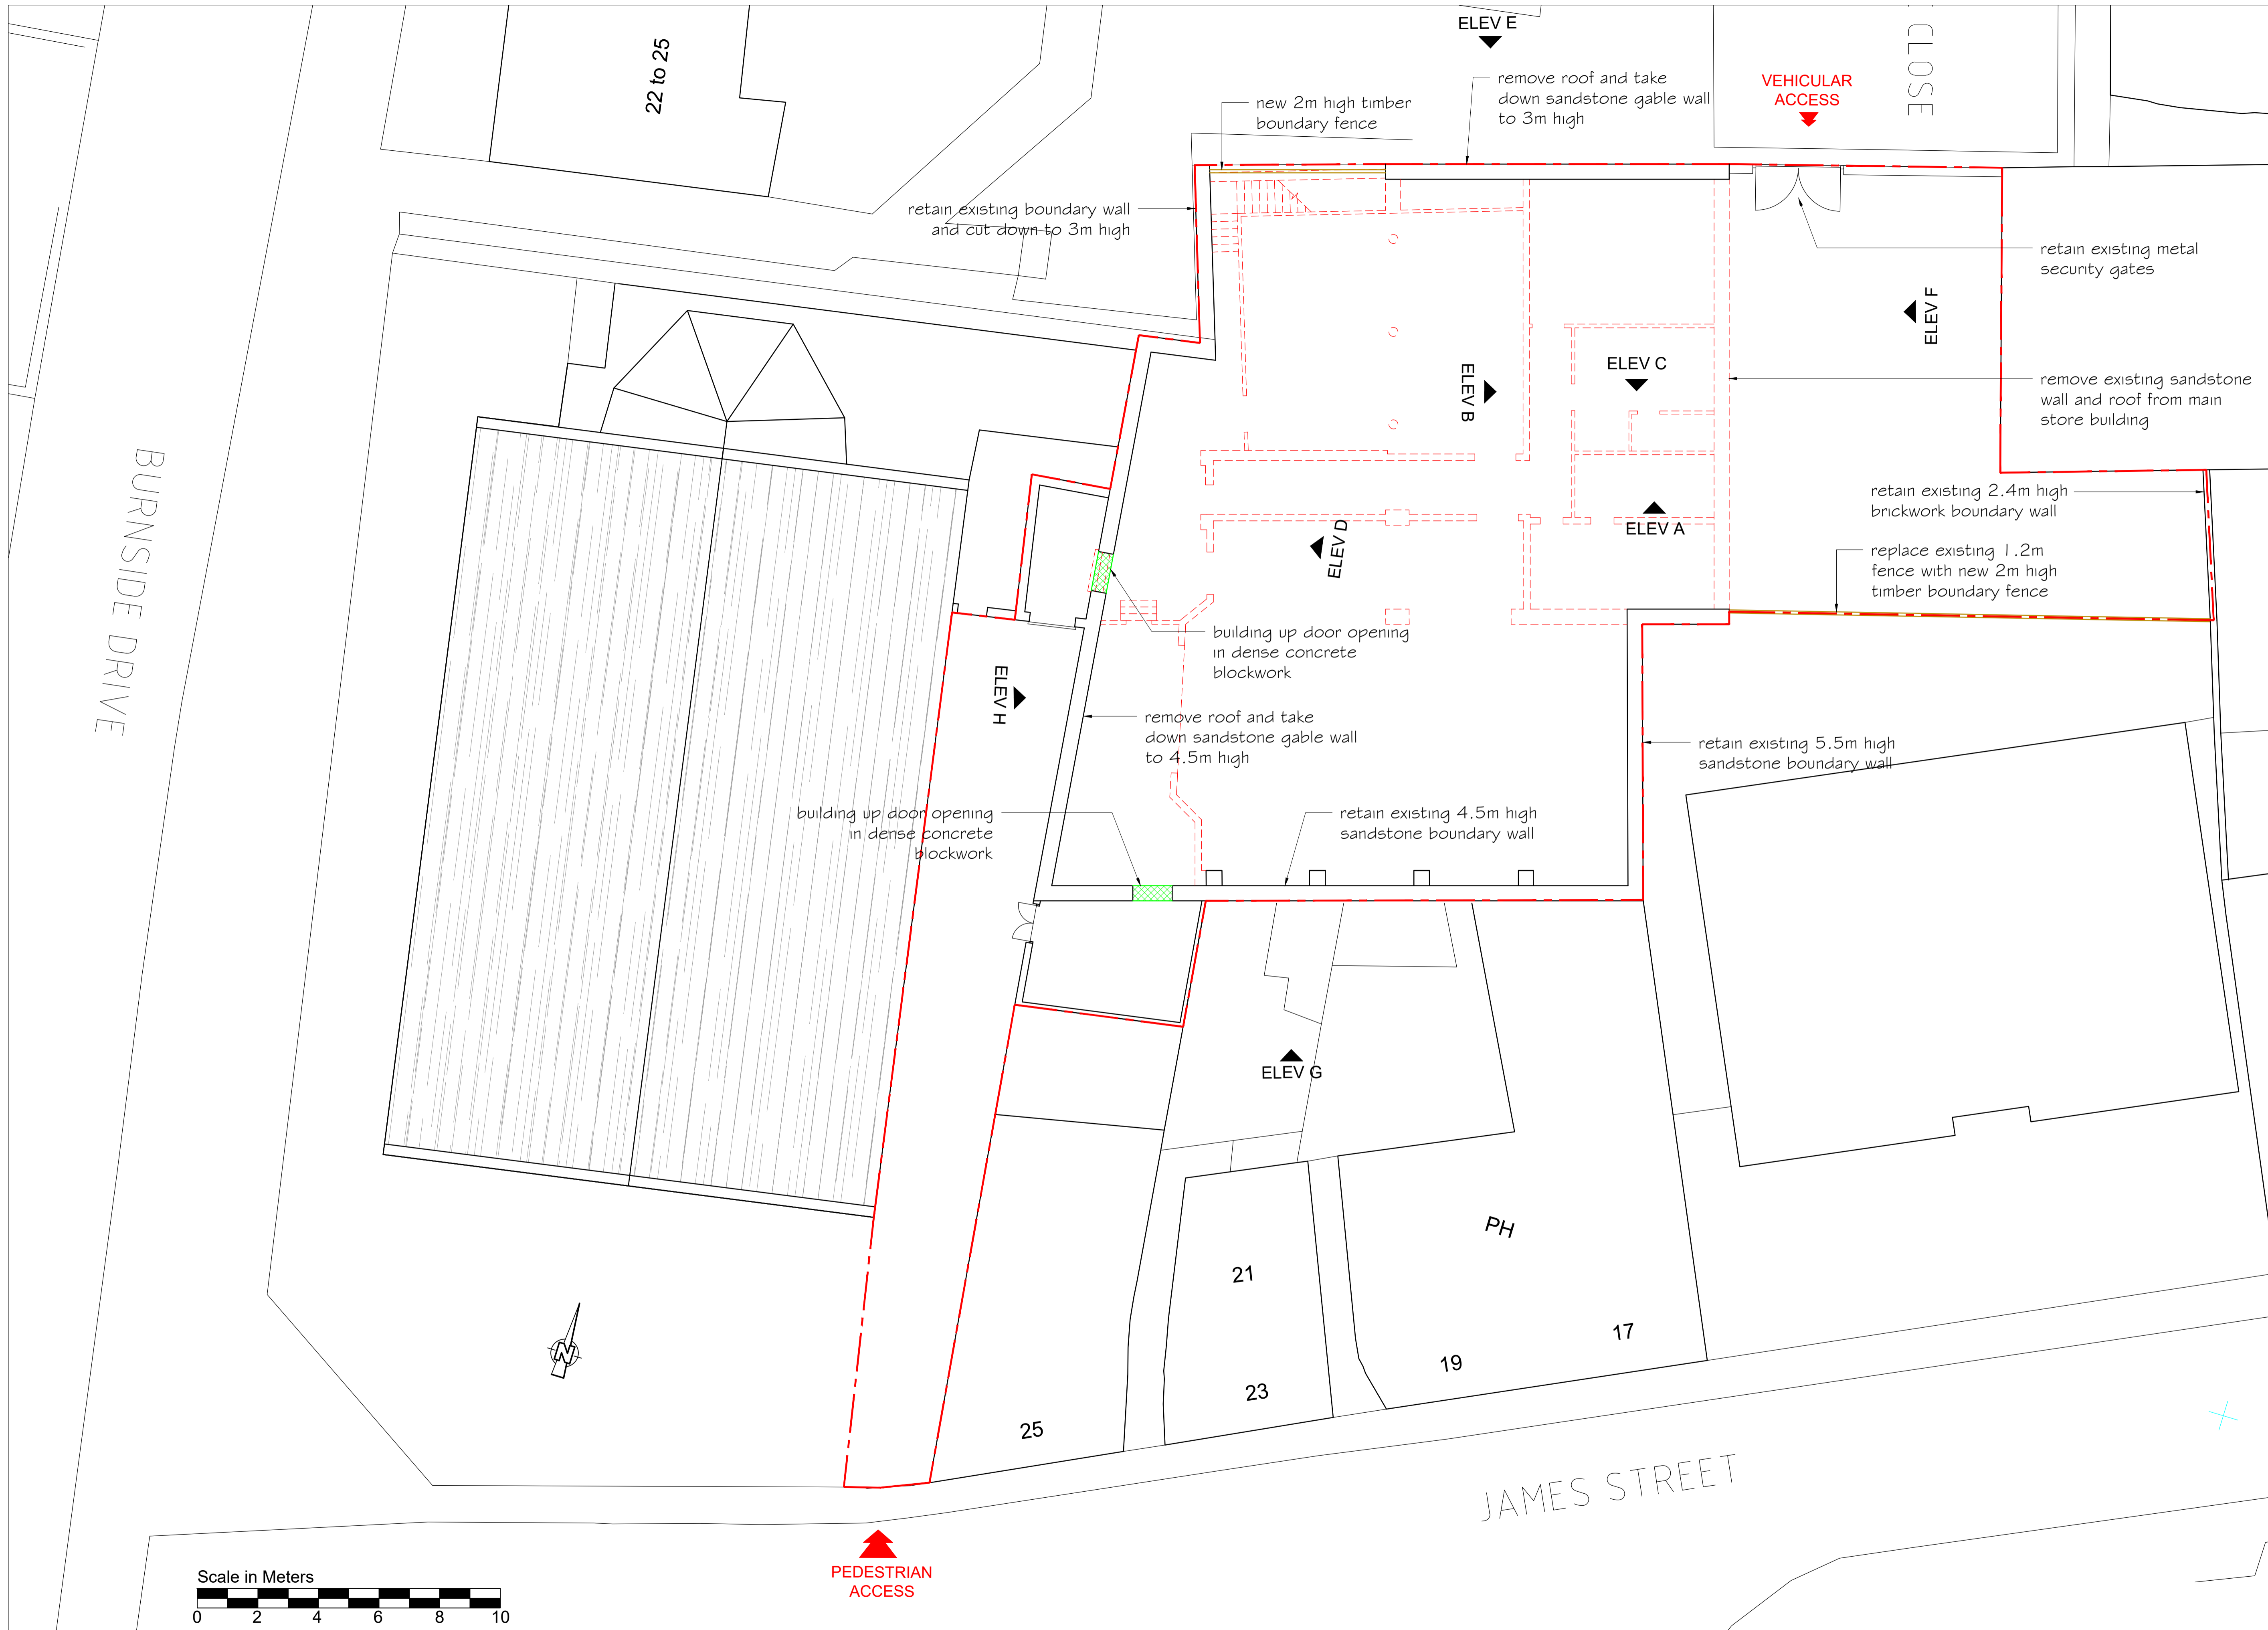 22 to 25
ELEV E
CLOSE
VEHICULAR
ACCESS
remove roof and take
down sandstone gable wall
to 3m high
new 2m high timber
boundary fence
retain existing boundary wall
and cut down to 3m high
retain existing metal
security gates
ELEV F
ELEV C
ELEV B
remove existing sandstone
wall and roof from main
store building
BURNSIDE DRIVE
retain existing 2.4m high
brickwork boundary wall
ELEV A
ELEV D
replace existing 1.2m
fence with new 2m high
timber boundary fence
building up door opening
in dense concrete
blockwork
ELEV H
remove roof and take
down sandstone gable wall
to 4.5m high
retain existing 5.5m high
sandstone boundary wall
building up door opening
in dense concrete
blockwork
retain existing 4.5m high
sandstone boundary wall
ELEV G
PH
21
17
19
23
25
N
JAMES STREET
PEDESTRIAN
ACCESS
Scale in Meters
0 2 4 6 8 10